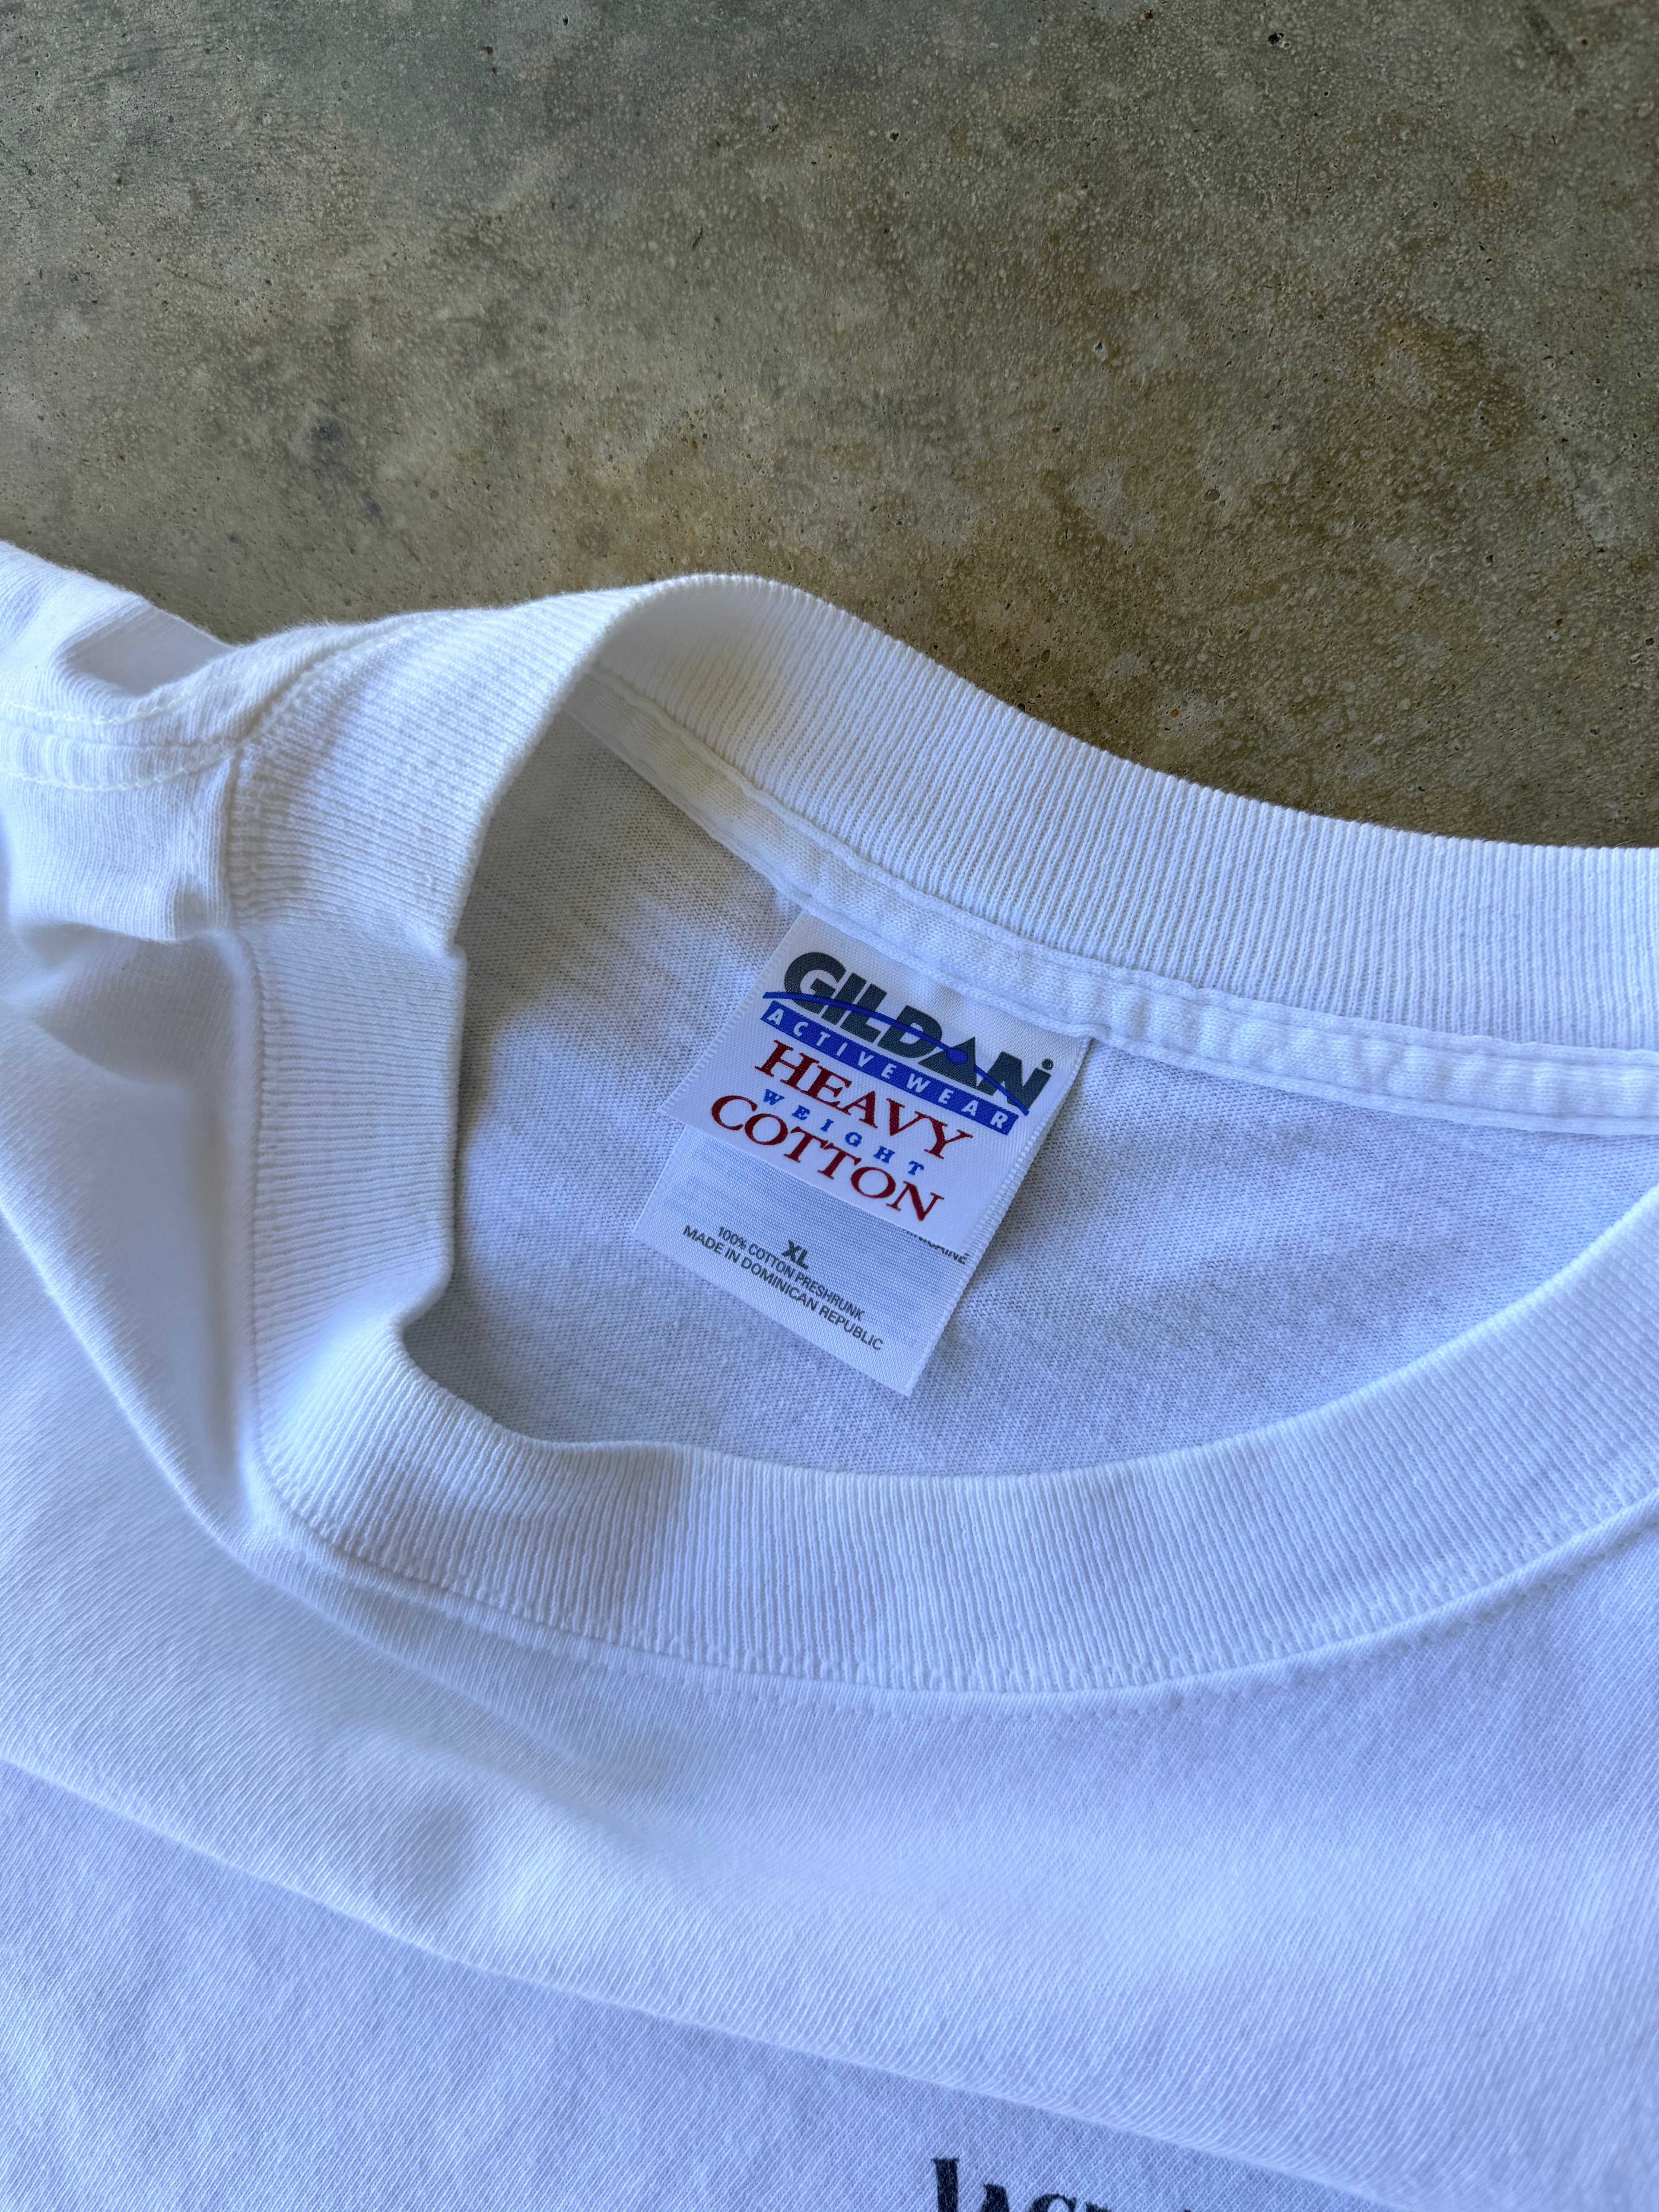 GILDAN®
ACTIVEWEAR
HEAVY
WEIGHT
COTTON
XL
100% COTTON PRESHRUNK
MADE IN DOMINICAN REPUBLIC